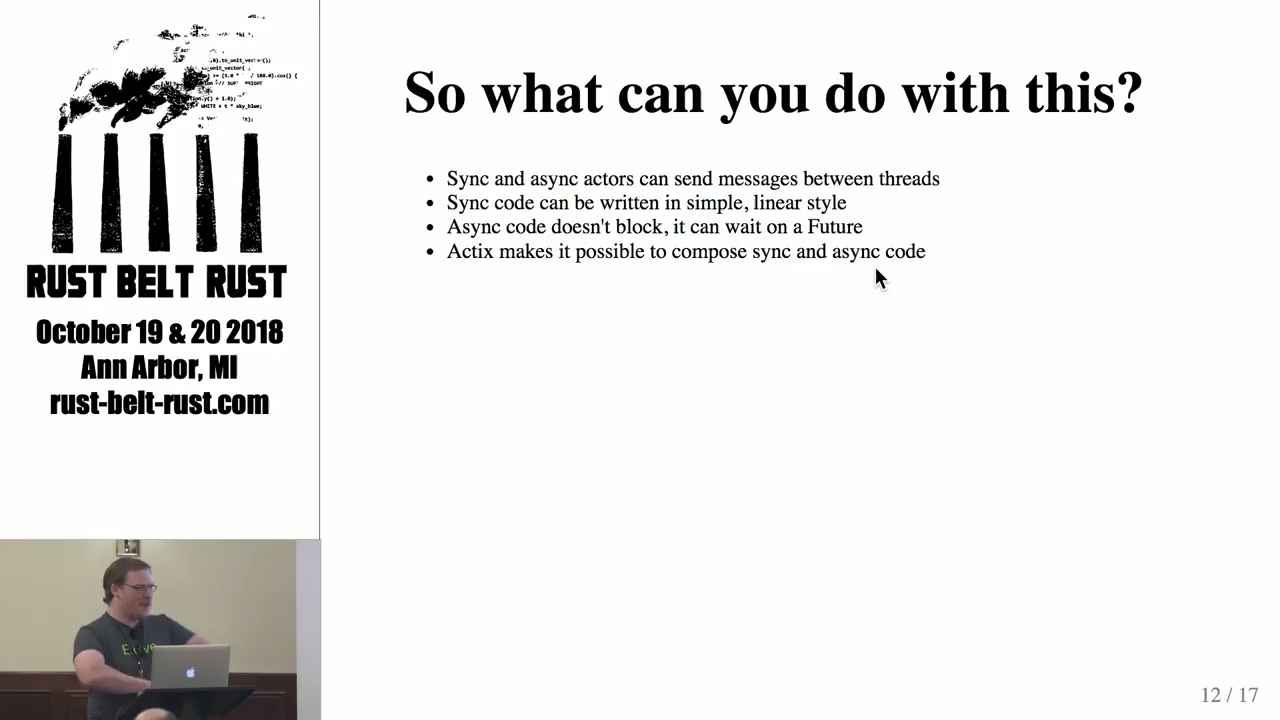 So what can you do with this?
Sync and async actors can send messages between threads
Sync code can be written in simple, linear style
Async code doesn't block, it can wait on a Future
Actix makes it possible to compose sync and async code
RUST BELT RUST
October 19 & 20 2018
Ann Arbor, MI
rust-belt-rust.com
12 / 17